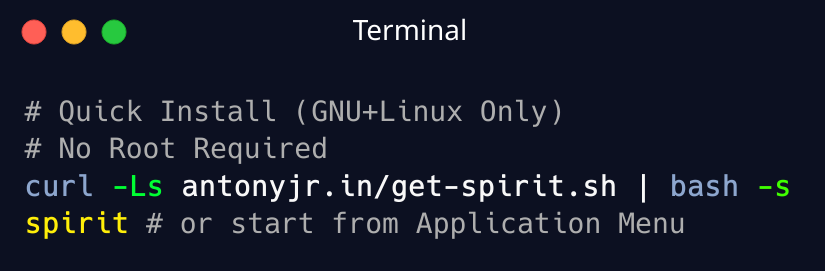 Terminal
# Quick Install (GNU+Linux Only)
# No Root Required
curl -Ls antonyjr.in/get-spirit.sh | bash -s
spirit # or start from Application Menu